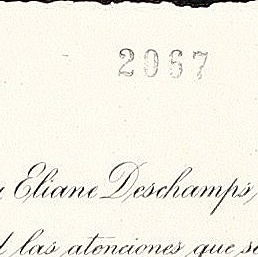 2067
Eliane Deschamps,
las atenciones que